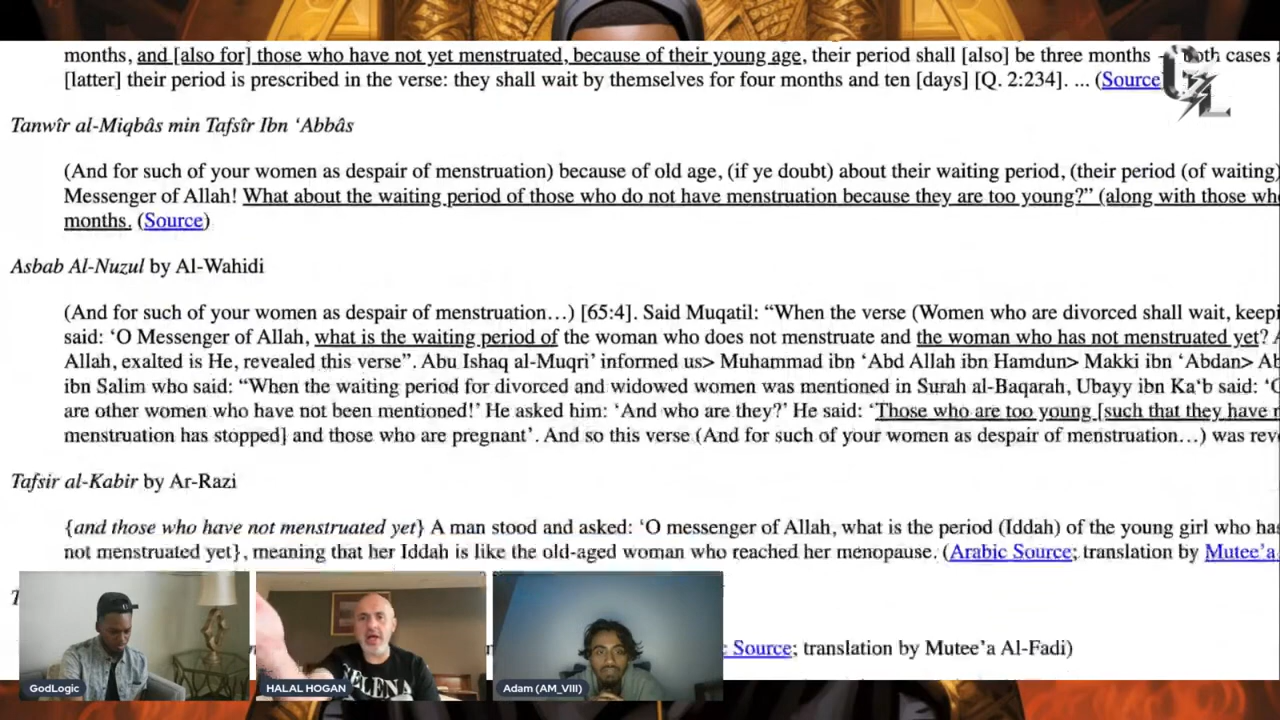 months, and [also for] those who have not yet menstruated, because of their young age, their period shall [also] be three months — both cases
[latter] their period is prescribed in the verse: they shall wait by themselves for four months and ten [days] [Q. 2:234]. ... (Source
Tanwîr al-Miqbâs min Tafsîr Ibn ‘Abbâs
(And for such of your women as despair of menstruation) because of old age, (if ye doubt) about their waiting period, (their period (of waiting)
Messenger of Allah! What about the waiting period of those who do not have menstruation because they are too young?” (along with those who
months. (Source)
Asbab Al-Nuzul by Al-Wahidi
(And for such of your women as despair of menstruation…) [65:4]. Said Muqatil: “When the verse (Women who are divorced shall wait,
said: ‘O Messenger of Allah, what is the waiting period of the woman who does not menstruate and the woman who has not menstruated yet?
Allah, exalted is He, revealed this verse”. Abu Ishaq al-Muqri’ informed us> Muhammad ibn ‘Abd Allah ibn Hamdun> Makki ibn ‘Abdan>
ibn Salim who said: “When the waiting period for divorced and widowed women was mentioned in Surah al-Baqarah, Ubayy ibn Ka‘b said:
are other women who have not been mentioned!’ He asked him: ‘And who are they?’ He said: ‘Those who are too young [such that they have
menstruation has stopped] and those who are pregnant’. And so this verse (And for such of your women as despair of menstruation…) was
Tafsir al-Kabir by Ar-Razi
{and those who have not menstruated yet} A man stood and asked: ‘O messenger of Allah, what is the period (Iddah) of the young girl who
not menstruated yet}, meaning that her Iddah is like the old-aged woman who reached her menopause. (Arabic Source; translation by Mutee’a
Source; translation by Mutee’a Al-Fadi)
GL
GodLogic
HALAL HOGAN
Adam (AM_VIII)